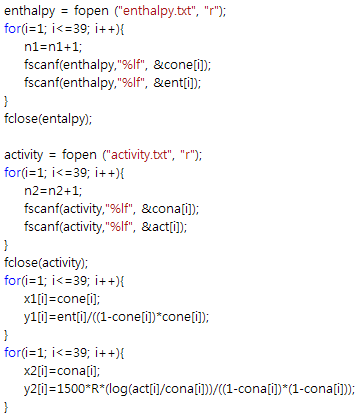 enthalpy = fopen ("enthalpy.txt", "r");
for(i=1; i<=39; i++){
n1=n1+1;
fscanf(enthalpy,"%lf", &cone[i]);
fscanf(enthalpy,"%lf", &ent[i]);
}
fclose(entalpy);
activity = fopen ("activity.txt", "r");
for(i=1; i<=39; i++){
n2=n2+1;
fscanf(activity,"%lf", &cona[i]);
fscanf(activity,"%lf", &act[i]);
}
fclose(activity);
for(i=1; i<=39; i++){
x1[i]=cone[i];
y1[i]=ent[i]/((1-cone[i])*cone[i]);
}
for(i=1; i<=39; i++){
x2[i]=cona[i];
y2[i]=1500*R*(log(act[i]/cona[i]))/((1-cona[i])*(1-cona[i]));
}